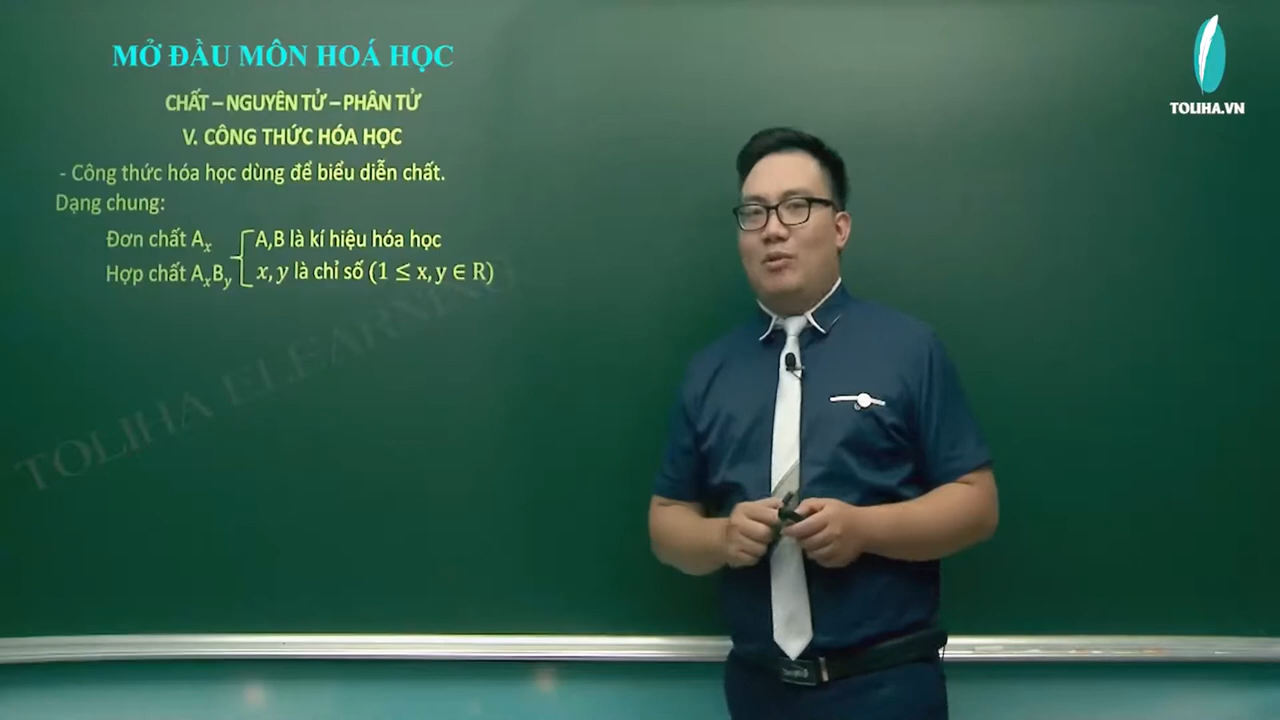 MỞ ĐẦU MÔN HOÁ HỌC
CHẤT – NGUYÊN TỬ – PHÂN TỬ
V. CÔNG THỨC HÓA HỌC
- Công thức hóa học dùng để biểu diễn chất.
Dạng chung:
Đơn chất Aₓ
Hợp chất AₓBᵧ
A,B là kí hiệu hóa học
x, y là chỉ số (1 ≤ x, y ∈ R)
TOLIHA ELEARNING
TOLIHA.VN